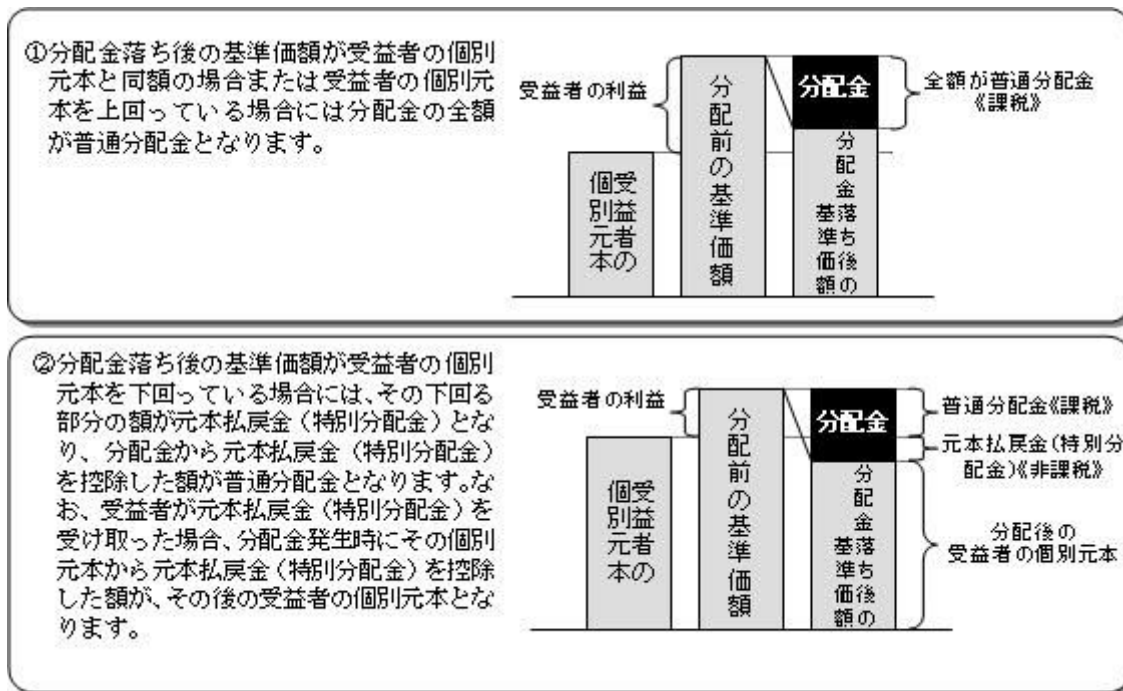 ①分配金落ち後の基準価額が受益者の個別
元本と同額の場合または受益者の個別元
本を上回っている場合には分配金の全額
が普通分配金となります。
受益者の利益
受益者の
個別元本
分配前の基準価額
分配金
分配金落ち後の
基準価額
全額が普通分配金
《課税》
②分配金落ち後の基準価額が受益者の個別
元本を下回っている場合には、その下回る
部分の額が元本払戻金（特別分配金）とな
り、分配金から元本払戻金（特別分配金）
を控除した額が普通分配金となります。な
お、受益者が元本払戻金（特別分配金）を
受け取った場合、分配金発生時にその個別
元本から元本払戻金（特別分配金）を控除
した額が、その後の受益者の個別元本とな
ります。
受益者の利益
受益者の
個別元本
分配前の基準価額
分配金
分配金落ち後の
基準価額
普通分配金《課税》
元本払戻金（特別分
配金）《非課税》
分配後の
受益者の個別元本